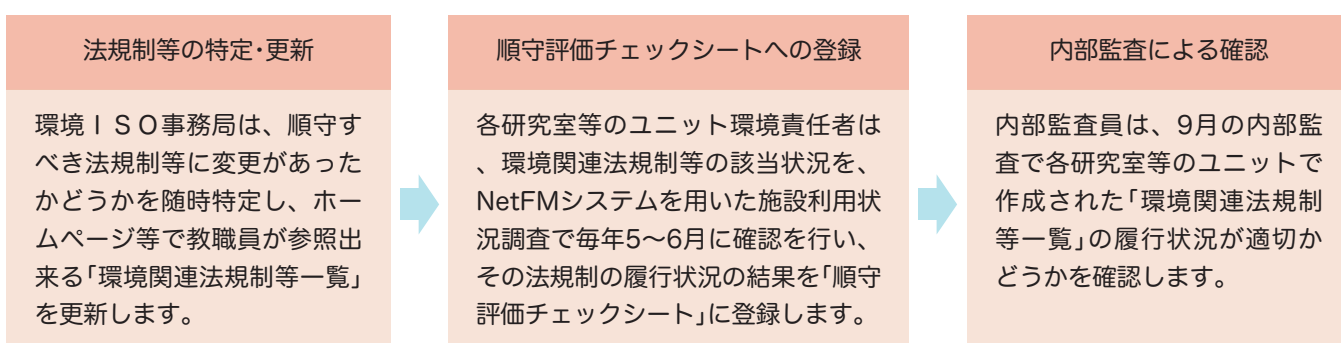 法規制等の特定・更新
環境ISO事務局は、順守す
べき法規制等に変更があった
かどうかを随時特定し、ホー
ムページ等で教職員が参照出
来る「環境関連法規制等一覧」
を更新します。
順守評価チェックシートへの登録
各研究室等のユニット環境責任者は
、環境関連法規制等の該当状況を、
NetFMシステムを用いた施設利用状
況調査で毎年5～6月に確認を行い、
その法規制の履行状況の結果を「順守
評価チェックシート」に登録します。
内部監査による確認
内部監査員は、9月の内部監
査で各研究室等のユニットで
作成された「環境関連法規制
等一覧」の履行状況が適切か
どうかを確認します。